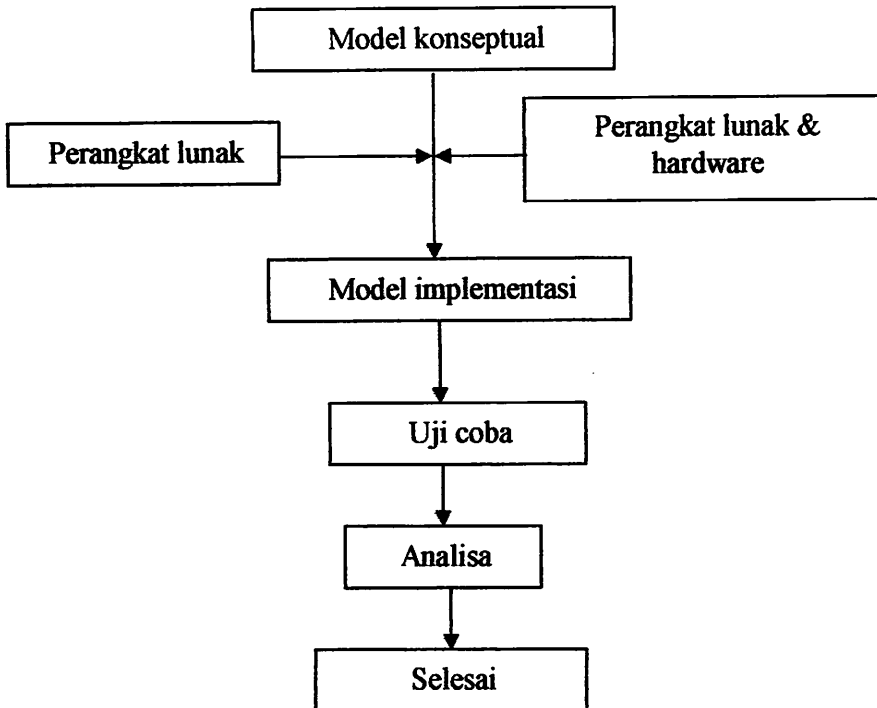 Model konseptual
Perangkat lunak
Perangkat lunak &
hardware
Model implementasi
Uji coba
Analisa
Selesai